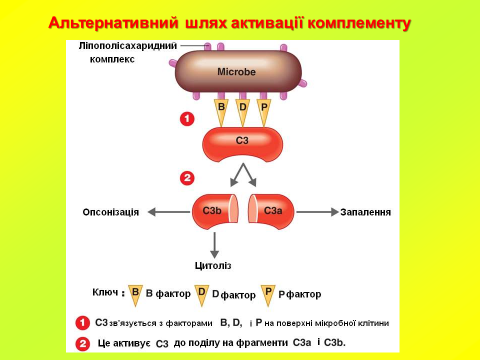 Альтернативний шлях активації комплементу
Ліпополісахаридний
комплекс
Microbe
B D P
1
C3
2
C3b C3a
Опсонізація
Запалення
Цитоліз
Ключ : B В фактор D D фактор P P фактор
1 C3 зв'язується з факторами B, D, і P на поверхні мікробної клітини
2 Це активує C3 до поділу на фрагменти C3a і C3b.